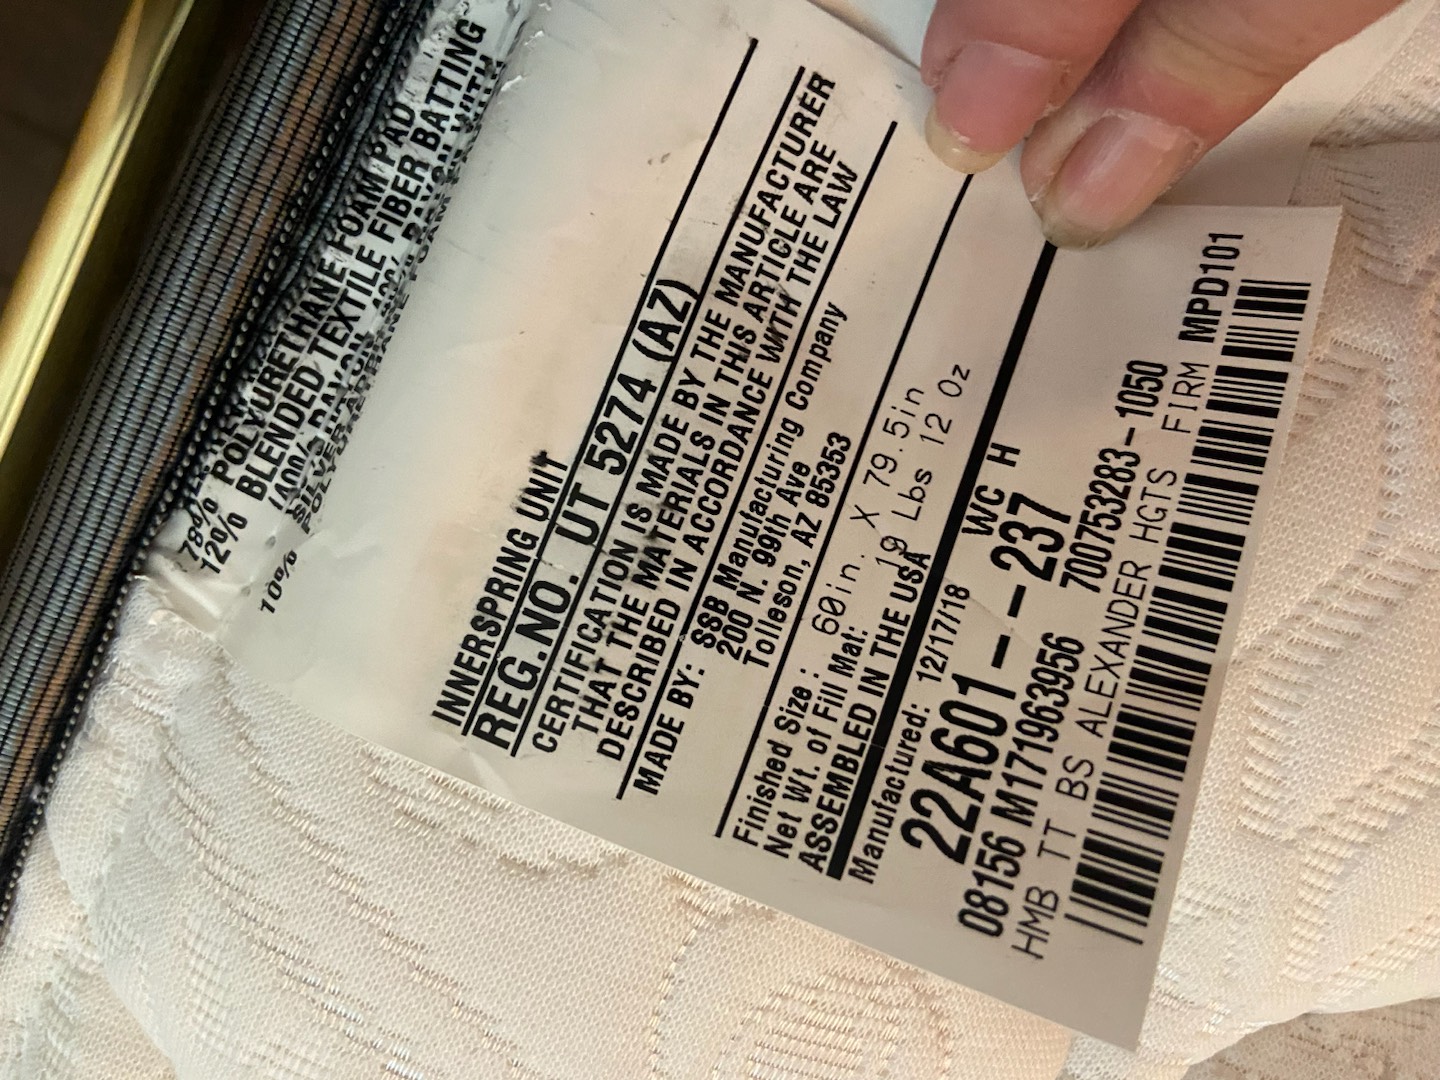 78% POLYURETHANE FOAM PAD
12% BLENDED TEXTILE FIBER BATTING
10%
INNERSPRING UNIT
REG.NO. UT 5274 (AZ)
CERTIFICATION IS MADE BY THE MANUFACTURER
THAT THE MATERIALS IN THIS ARTICLE ARE
DESCRIBED IN ACCORDANCE WITH THE LAW
MADE BY: SSB Manufacturing Company
200 N. 99th Ave
Tolleson, AZ 85353
Finished Size: 60in. X 79.5in
Net Wt. of Fill Mat: 19 Lbs 12 Oz
ASSEMBLED IN THE USA
Manufactured: 12/17/18 WC H
22A601 - - 237
08156 M171963956 700753283-1050
HMB TT BS ALEXANDER HGTS FIRM MPD101